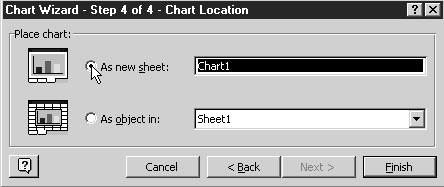 Chart Wizard - Step 4 of 4 - Chart Location
Place chart:
As new sheet: Chart1
As object in: Sheet1
Cancel < Back Next > Finish